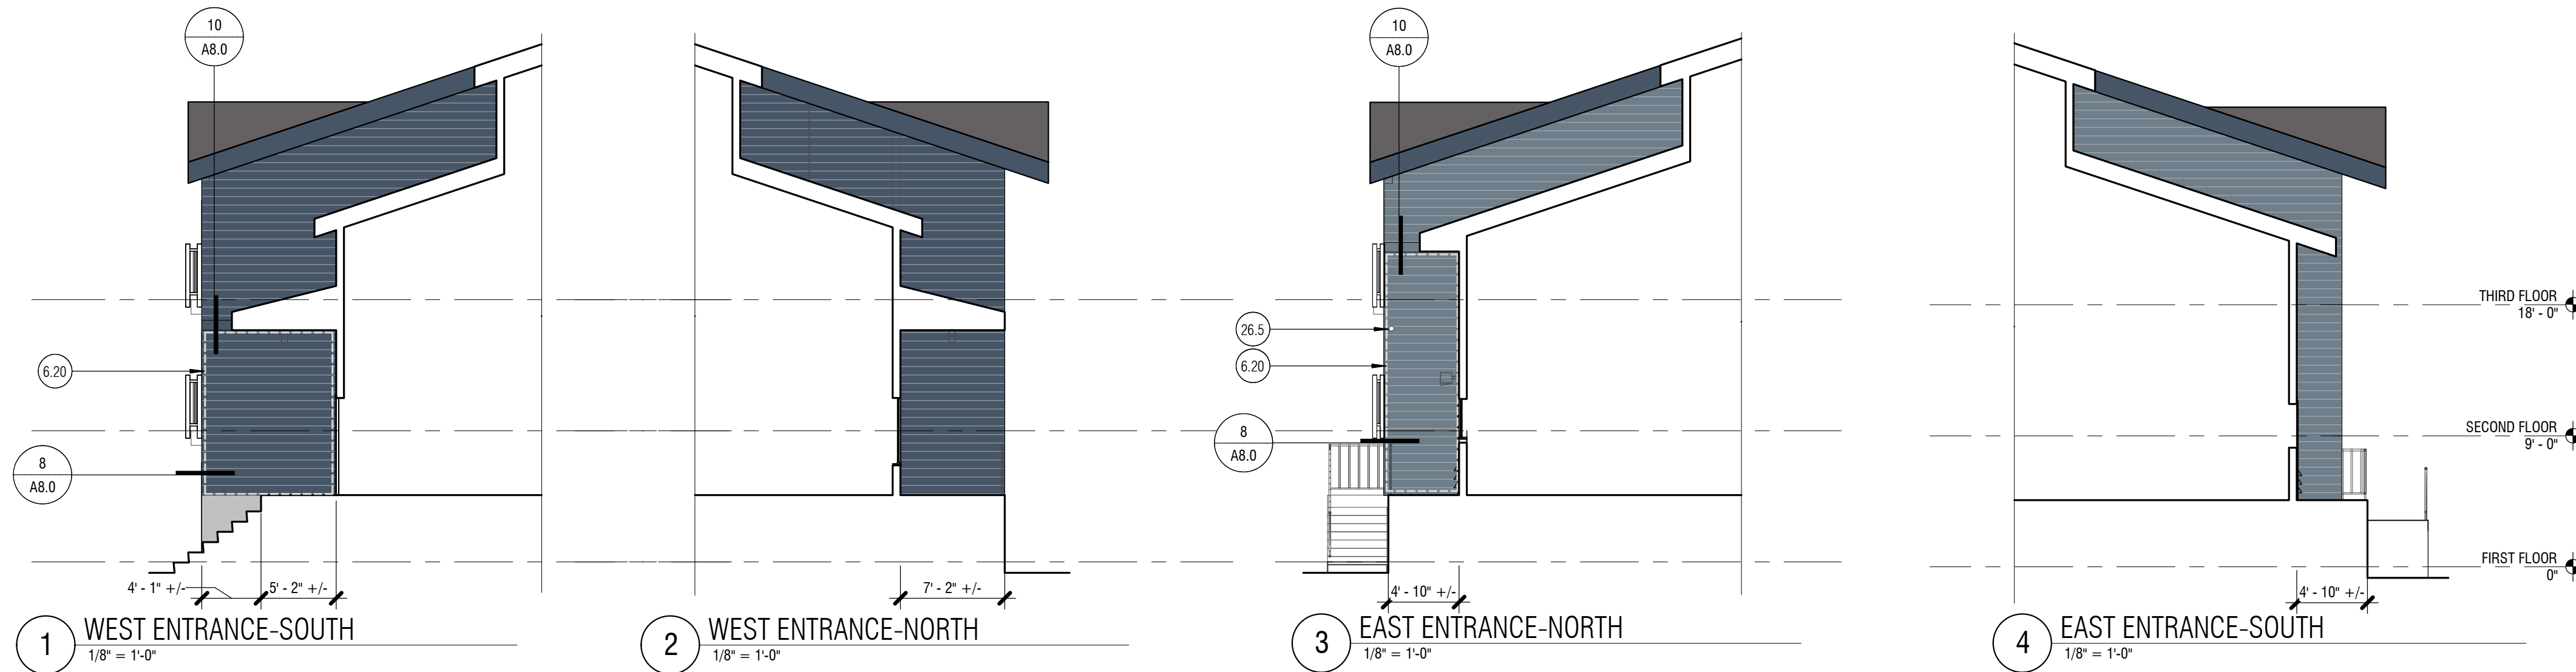 10
A8.0
6.20
8
A8.0
4' - 1" +/-
5' - 2" +/-
1
WEST ENTRANCE-SOUTH
1/8" = 1'-0"
7' - 2" +/-
2
WEST ENTRANCE-NORTH
1/8" = 1'-0"
10
A8.0
26.5
6.20
8
A8.0
4' - 10" +/-
3
EAST ENTRANCE-NORTH
1/8" = 1'-0"
THIRD FLOOR
18' - 0"
SECOND FLOOR
9' - 0"
FIRST FLOOR
0"
4' - 10" +/-
4
EAST ENTRANCE-SOUTH
1/8" = 1'-0"